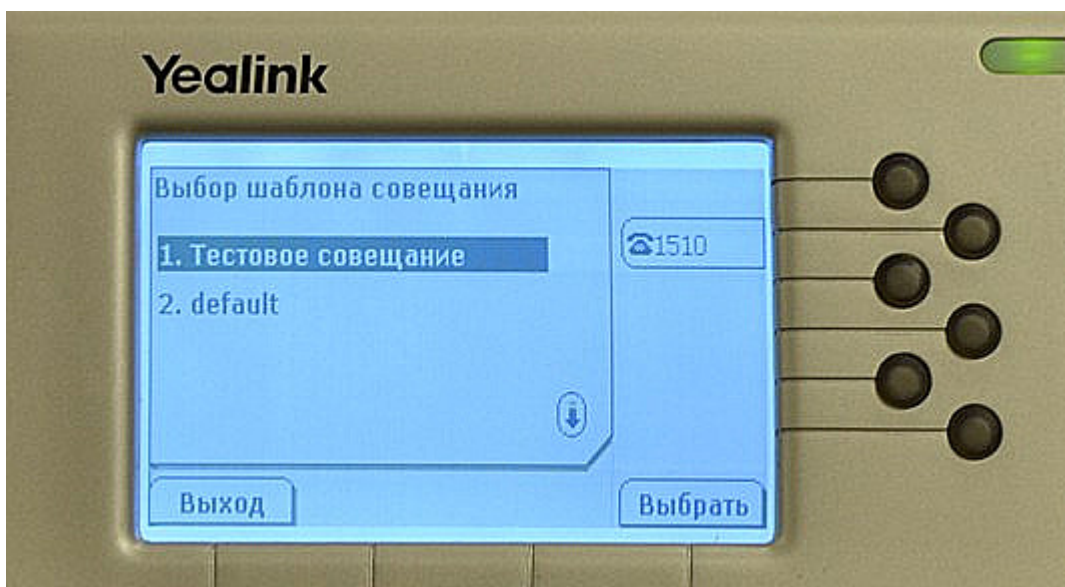 Yealink
Выбор шаблона совещания
1. Тестовое совещание
☎1510
2. default
Выход
Выбрать